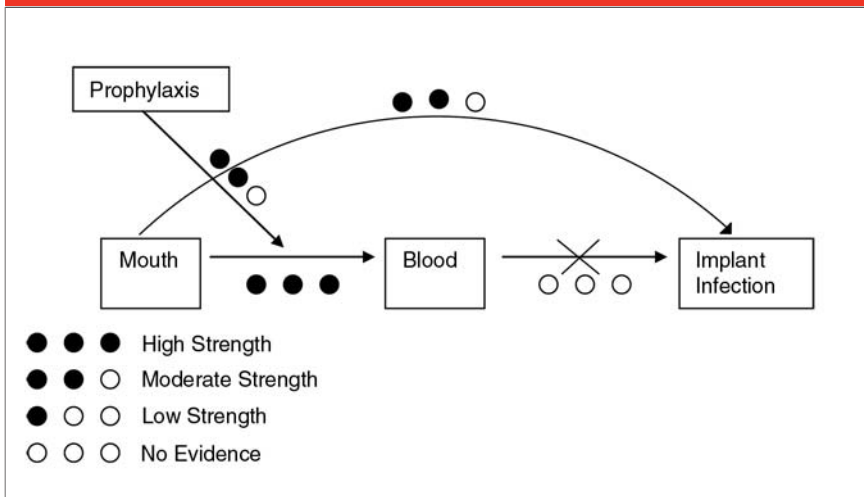 Prophylaxis
Mouth
Blood
Implant
Infection
High Strength
Moderate Strength
Low Strength
No Evidence